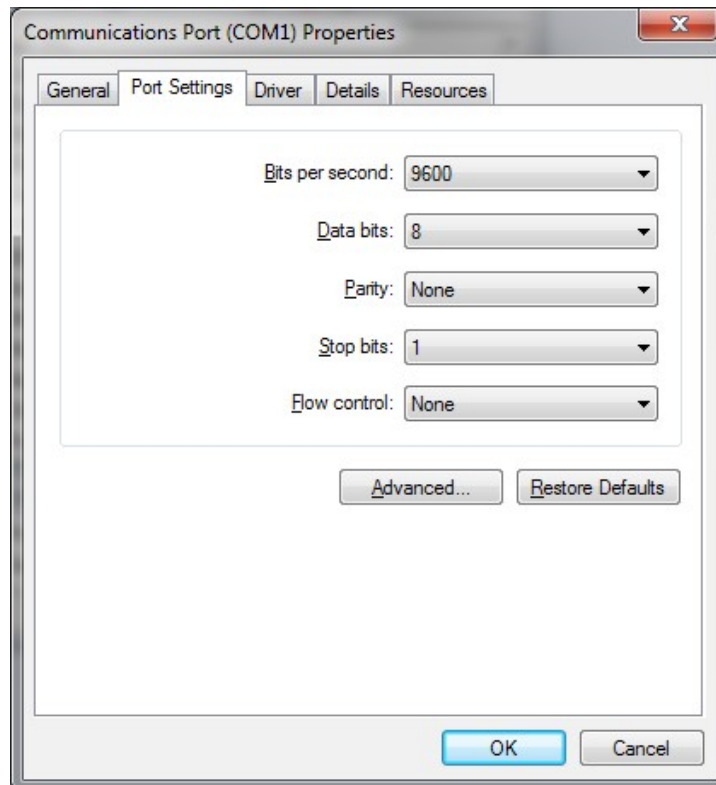 Communications Port (COM1) Properties
General Port Settings Driver Details Resources
Bits per second: 9600
Data bits: 8
Parity: None
Stop bits: 1
Flow control: None
Advanced... Restore Defaults
OK Cancel